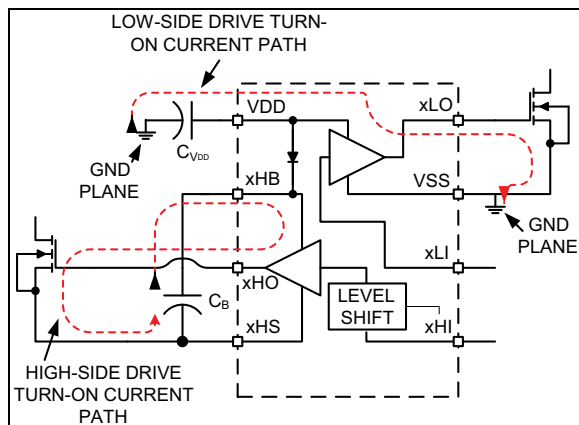 LOW-SIDE DRIVE TURN-
ON CURRENT PATH
VDD
xLO
CVDD
GND
PLANE
xHB
VSS
GND
PLANE
xLI
xHO
CB
LEVEL
SHIFT
xHS
xHI
HIGH-SIDE DRIVE
TURN-ON CURRENT
PATH